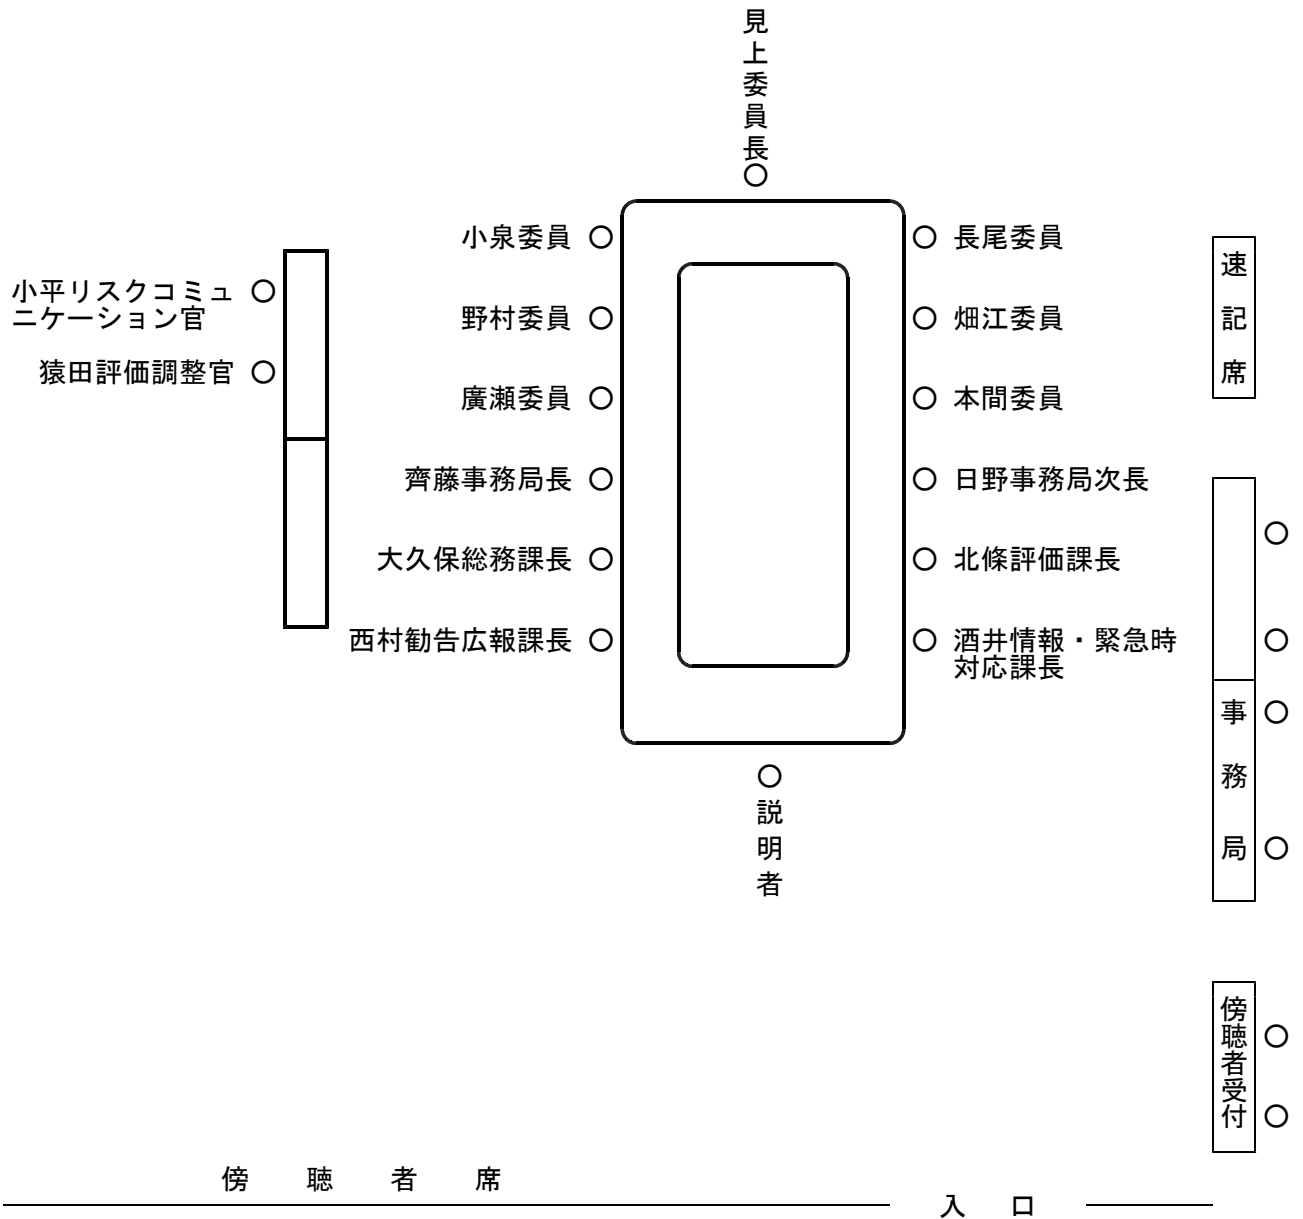 見上委員長
小泉委員
長尾委員
速記席
小平リスクコミュ
ニケーション官
野村委員
畑江委員
猿田評価調整官
廣瀬委員
本間委員
齊藤事務局長
日野事務局次長
大久保総務課長
北條評価課長
西村勧告広報課長
酒井情報・緊急時
対応課長
事務局
説明者
傍聴者受付
傍聴者席
入口